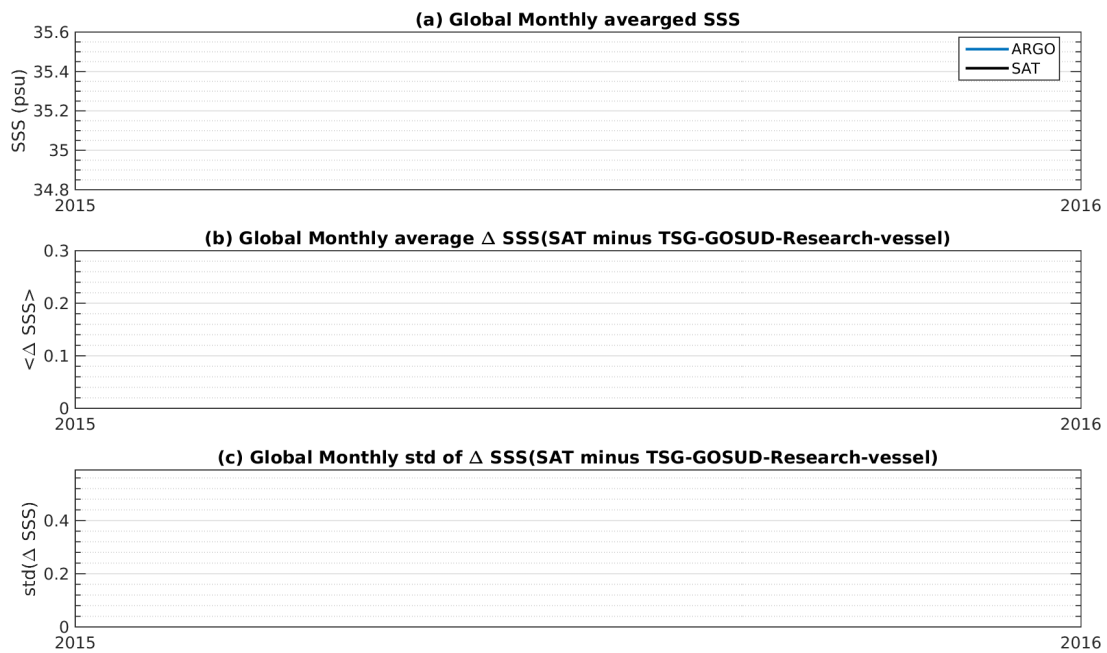 (a) Global Monthly avearged SSS
35.6
35.4
35.2
35
34.8
SSS (psu)
ARGO
SAT
2015
2016
(b) Global Monthly average Δ SSS(SAT minus TSG-GOSUD-Research-vessel)
0.3
0.2
0.1
0
<Δ SSS>
2015
2016
(c) Global Monthly std of Δ SSS(SAT minus TSG-GOSUD-Research-vessel)
0.4
0.2
0
std(Δ SSS)
2015
2016